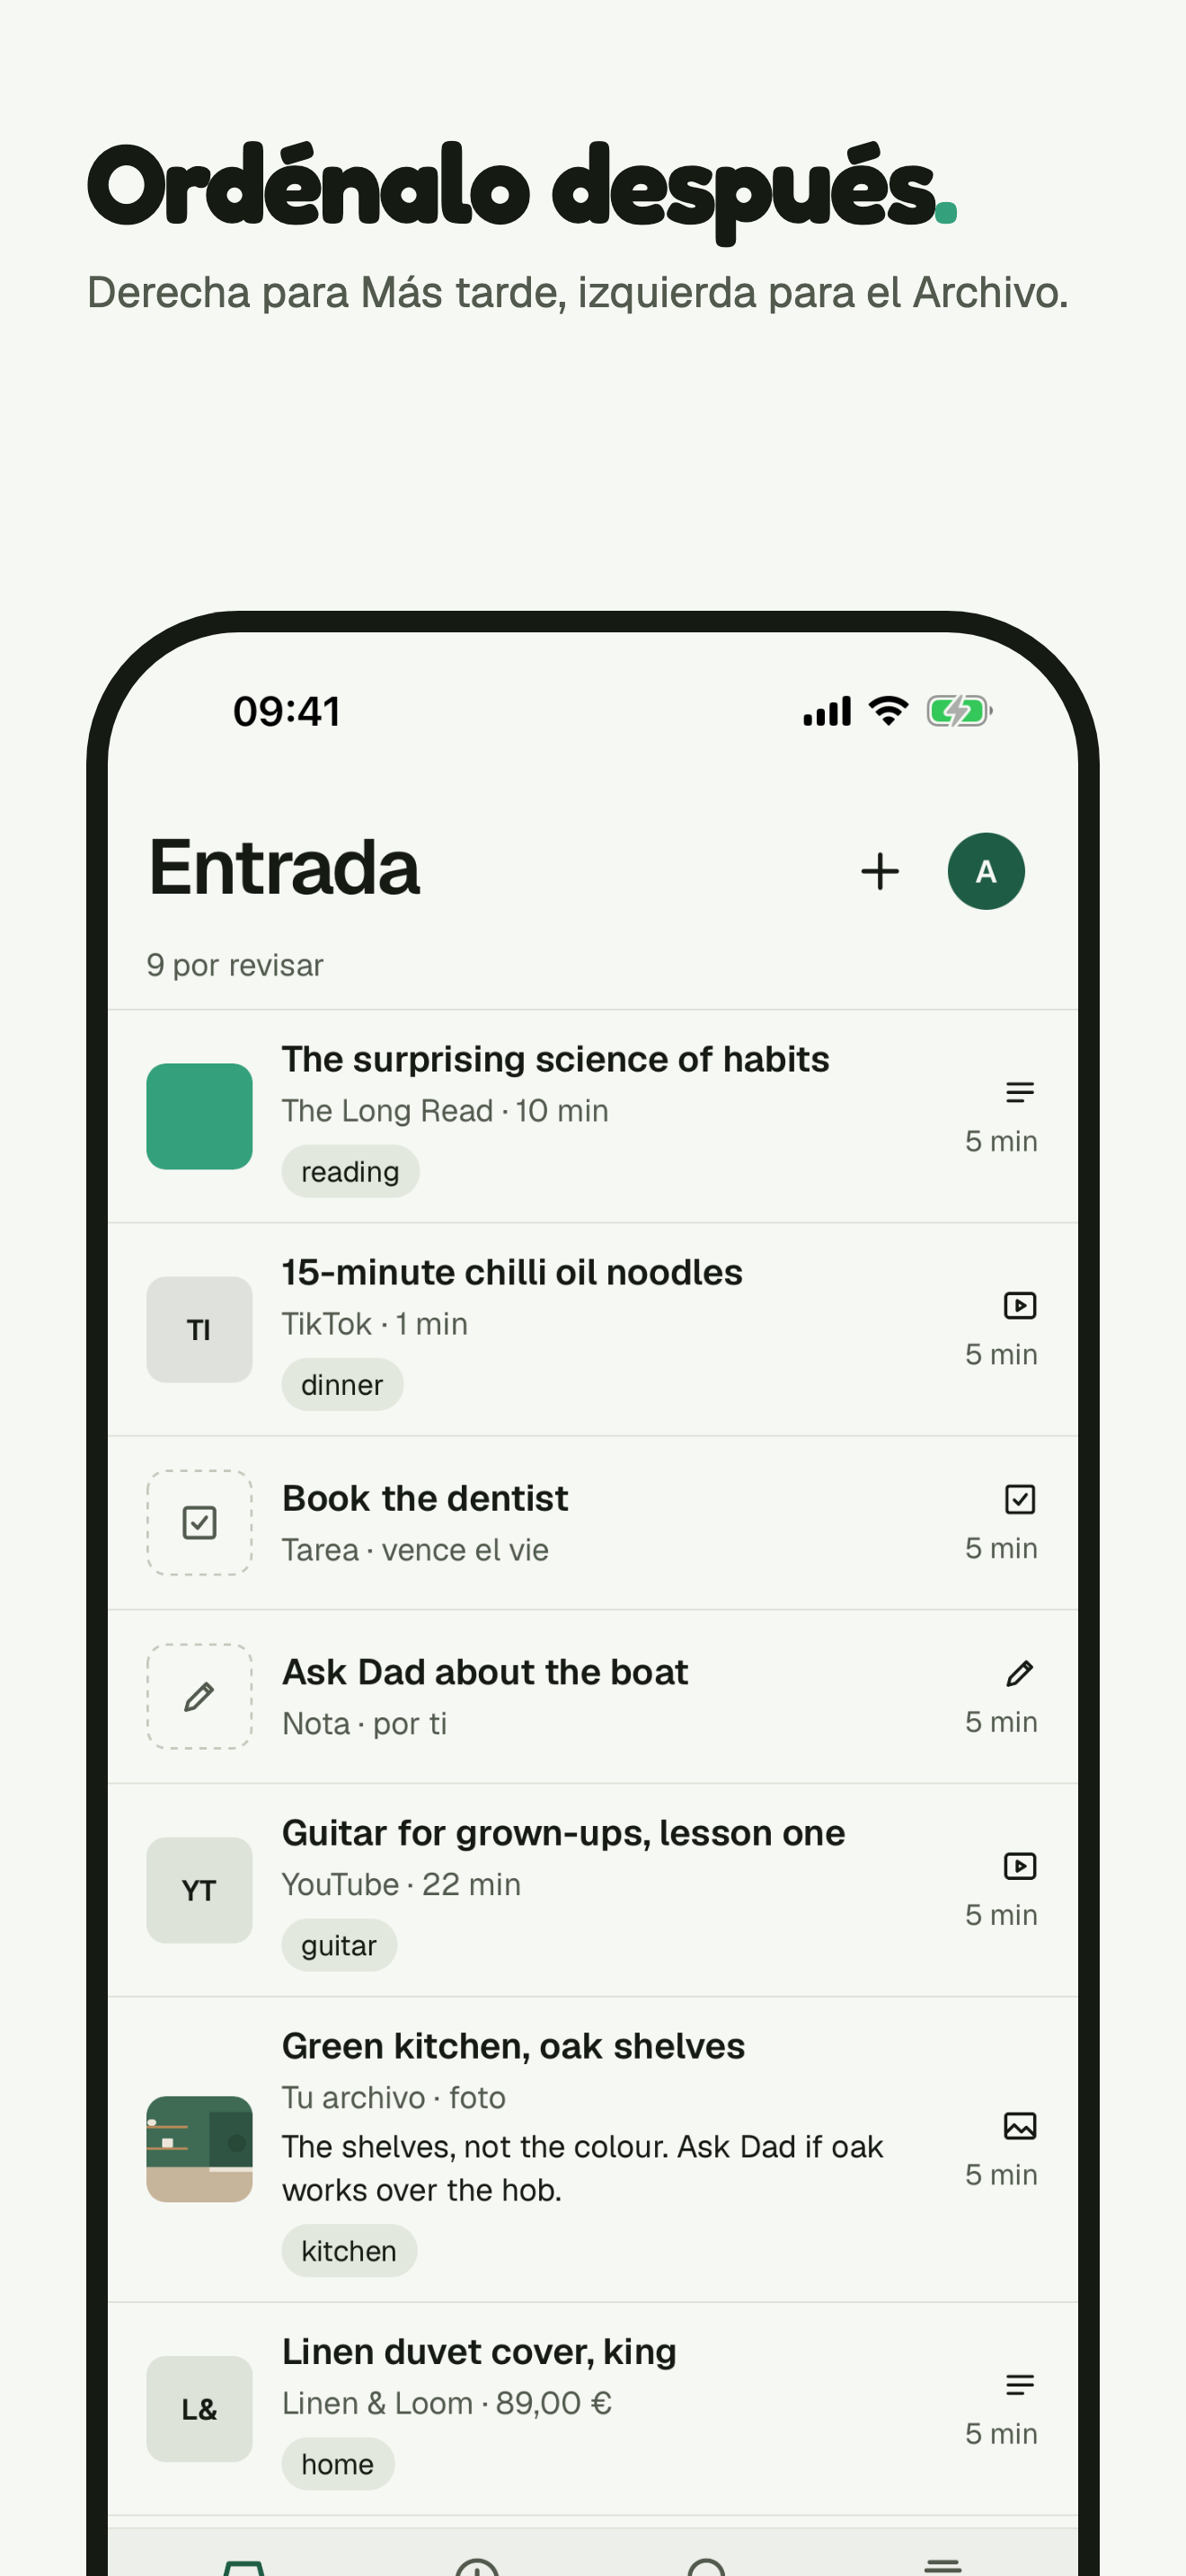 Ordénalo después.
Derecha para Más tarde, izquierda para el Archivo.
09:41
Entrada
A
9 por revisar
The surprising science of habits
The Long Read · 10 min
reading
5 min
TI
15-minute chilli oil noodles
TikTok · 1 min
dinner
5 min
Book the dentist
Tarea · vence el vie
5 min
Ask Dad about the boat
Nota · por ti
5 min
YT
Guitar for grown-ups, lesson one
YouTube · 22 min
guitar
5 min
Green kitchen, oak shelves
Tu archivo · foto
The shelves, not the colour. Ask Dad if oak
works over the hob.
kitchen
5 min
L&
Linen duvet cover, king
Linen & Loom · 89,00 €
home
5 min